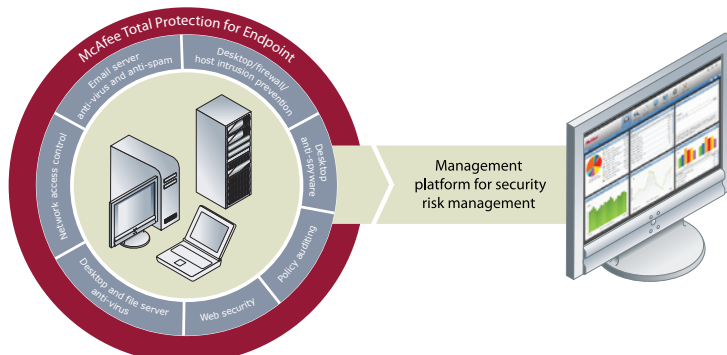 McAfee Total Protection for Endpoint
Email server
anti-virus and anti-spam
Desktop/firewall/
host intrusion prevention
Desktop
anti-spyware
Policy auditing
Web security
Desktop and file server
anti-virus
Network access control
Management
platform for security
risk management